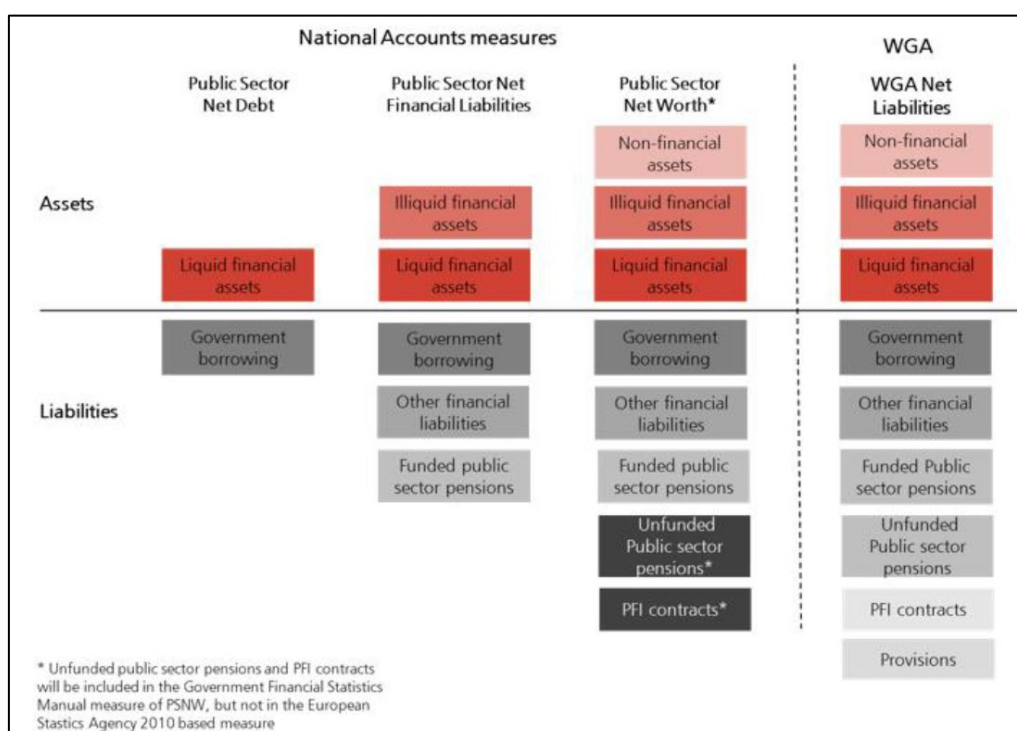 National Accounts measures
WGA
Public Sector
Net Debt
Public Sector Net
Financial Liabilities
Public Sector
Net Worth*
WGA Net
Liabilities
Non-financial
assets
Non-financial
assets
Assets
Illiquid financial
assets
Illiquid financial
assets
Illiquid financial
assets
Liquid financial
assets
Liquid financial
assets
Liquid financial
assets
Liquid financial
assets
Government
borrowing
Government
borrowing
Government
borrowing
Government
borrowing
Liabilities
Other financial
liabilities
Other financial
liabilities
Other financial
liabilities
Funded public
sector pensions
Funded public
sector pensions
Funded Public
sector pensions
Unfunded
Public sector
pensions*
Unfunded
Public sector
pensions
PFI contracts*
PFI contracts
Provisions
* Unfunded public sector pensions and PFI contracts
will be included in the Government Financial Statistics
Manual measure of PSNW, but not in the European
Stastics Agency 2010 based measure